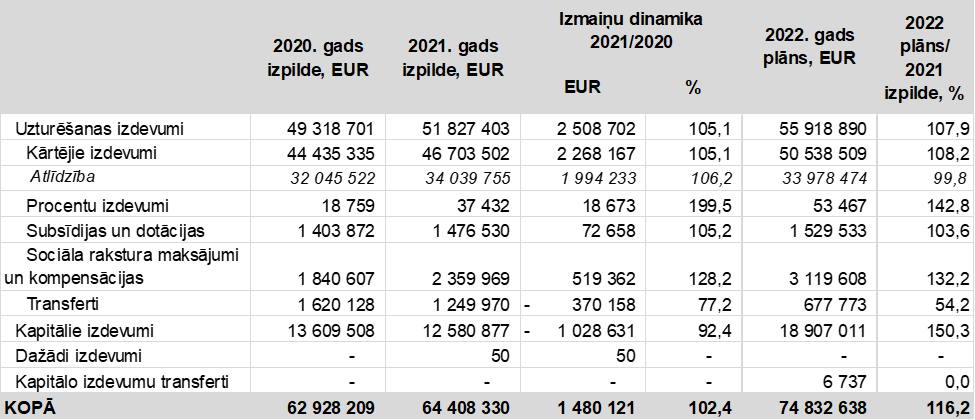 2020. gads izpilde, EUR 2021. gads izpilde, EUR Izmaiņu dinamika 2021/2020 EUR % 2022. gads plāns, EUR 2022 plāns/ 2021 izpilde, %
Uzturēšanas izdevumi 49 318 701 51 827 403 2 508 702 105,1 55 918 890 107,9
Kārtējie izdevumi 44 435 335 46 703 502 2 268 167 105,1 50 538 509 108,2
Atlīdzība 32 045 522 34 039 755 1 994 233 106,2 33 978 474 99,8
Procentu izdevumi 18 759 37 432 18 673 199,5 53 467 142,8
Subsīdijas un dotācijas 1 403 872 1 476 530 72 658 105,2 1 529 533 103,6
Sociāla rakstura maksājumi
un kompensācijas 1 840 607 2 359 969 519 362 128,2 3 119 608 132,2
Transferti 1 620 128 1 249 970 - 370 158 77,2 677 773 54,2
Kapitālie izdevumi 13 609 508 12 580 877 - 1 028 631 92,4 18 907 011 150,3
Dažādi izdevumi - 50 50 - - -
Kapitālo izdevumu transferti - - - - 6 737 0,0
KOPĀ 62 928 209 64 408 330 1 480 121 102,4 74 832 638 116,2